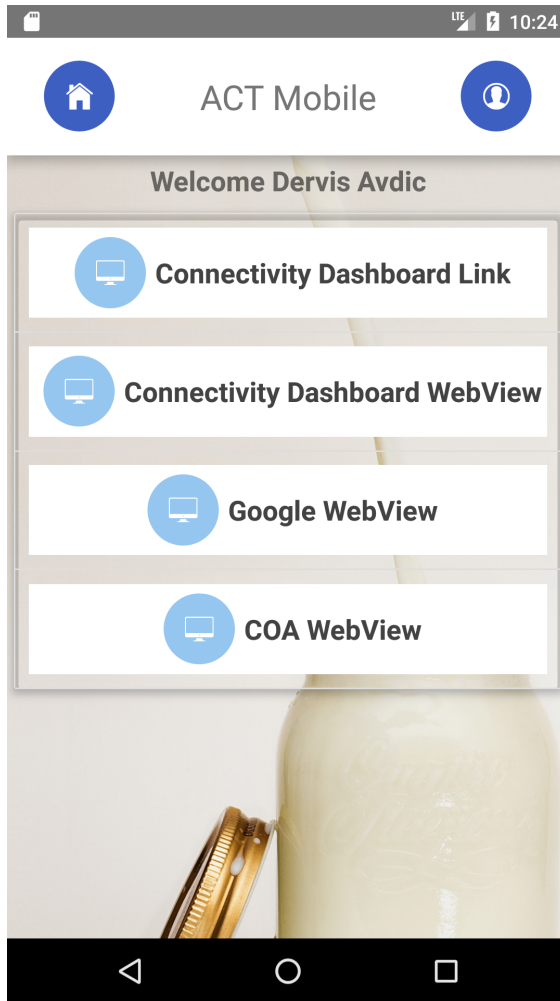 LTE 10:24
ACT Mobile
Welcome Dervis Avdic
Connectivity Dashboard Link
Connectivity Dashboard WebView
Google WebView
COA WebView